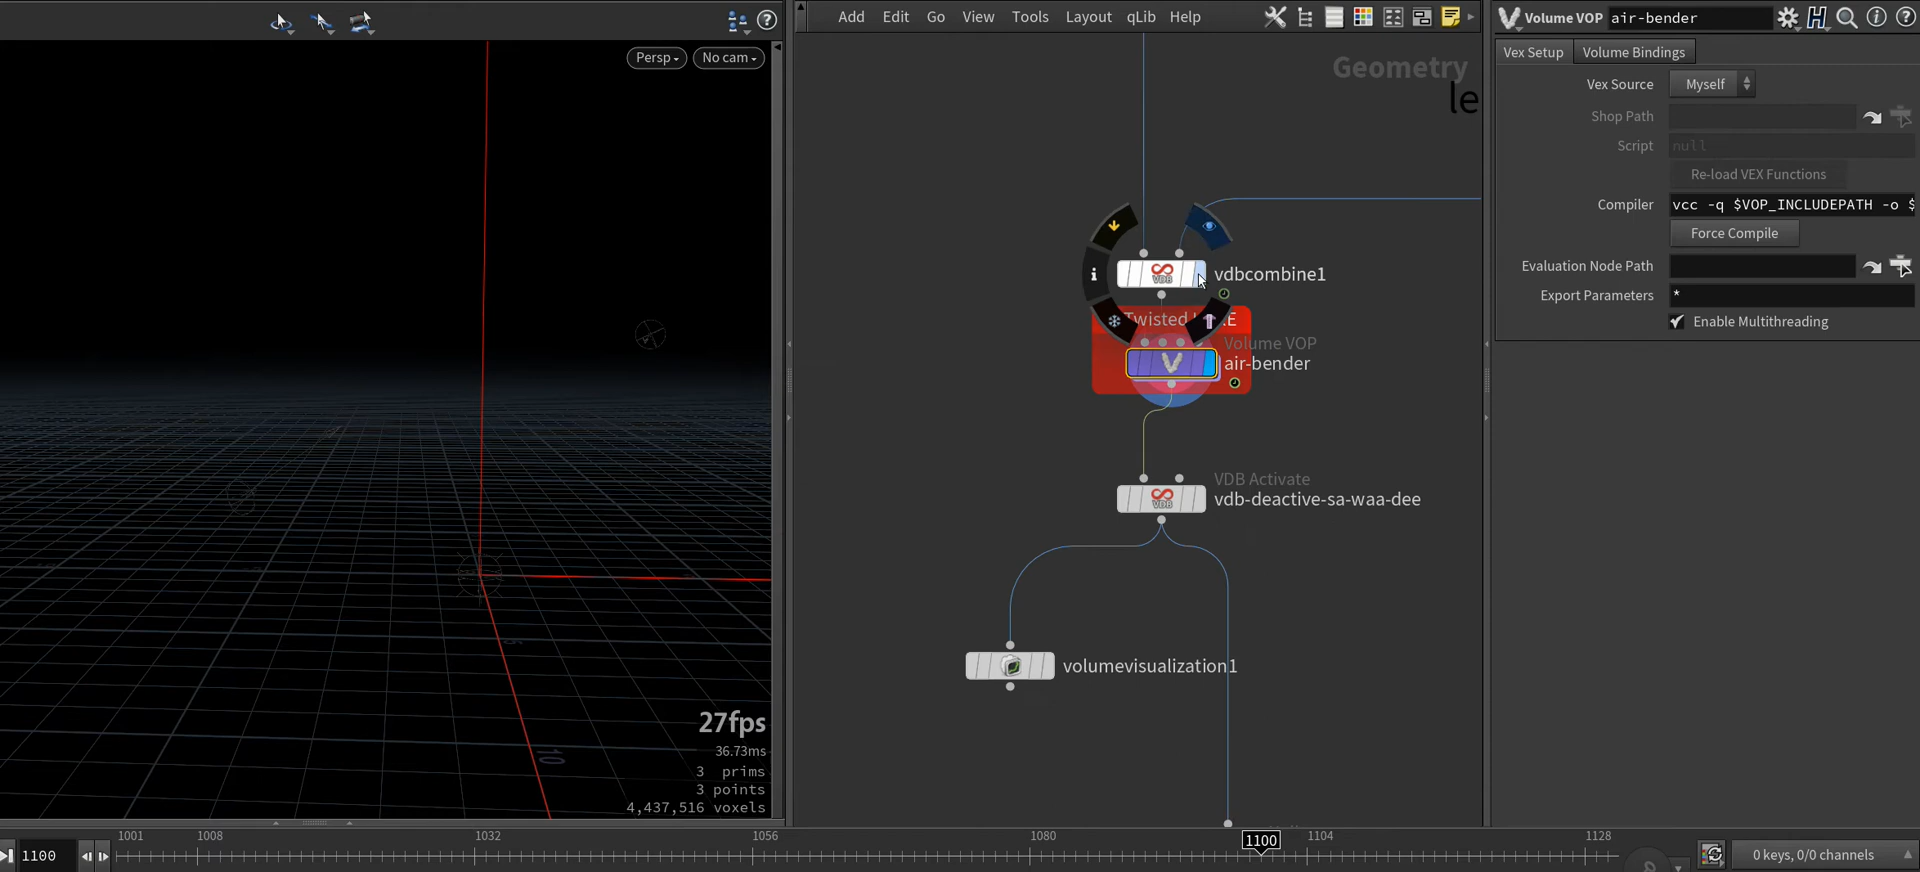 Persp
No cam
27fps
36.73ms
3 prims
3 points
4,437,516 voxels
Add Edit Go View Tools Layout qLib Help
Geometry
le
vdbcombine1
Twisted
E
Volume VOP
air-bender
VDB Activate
vdb-deactive-sa-waa-dee
volumevisualization1
Volume VOP air-bender
Vex Setup Volume Bindings
Vex Source Myself
Shop Path
Script null
Re-load VEX Functions
Compiler vcc -q $VOP_INCLUDEPATH -o $
Force Compile
Evaluation Node Path
Export Parameters *
Enable Multithreading
1001 1008 1032 1056 1080 1100 1104 1128
1100
0 keys, 0/0 channels